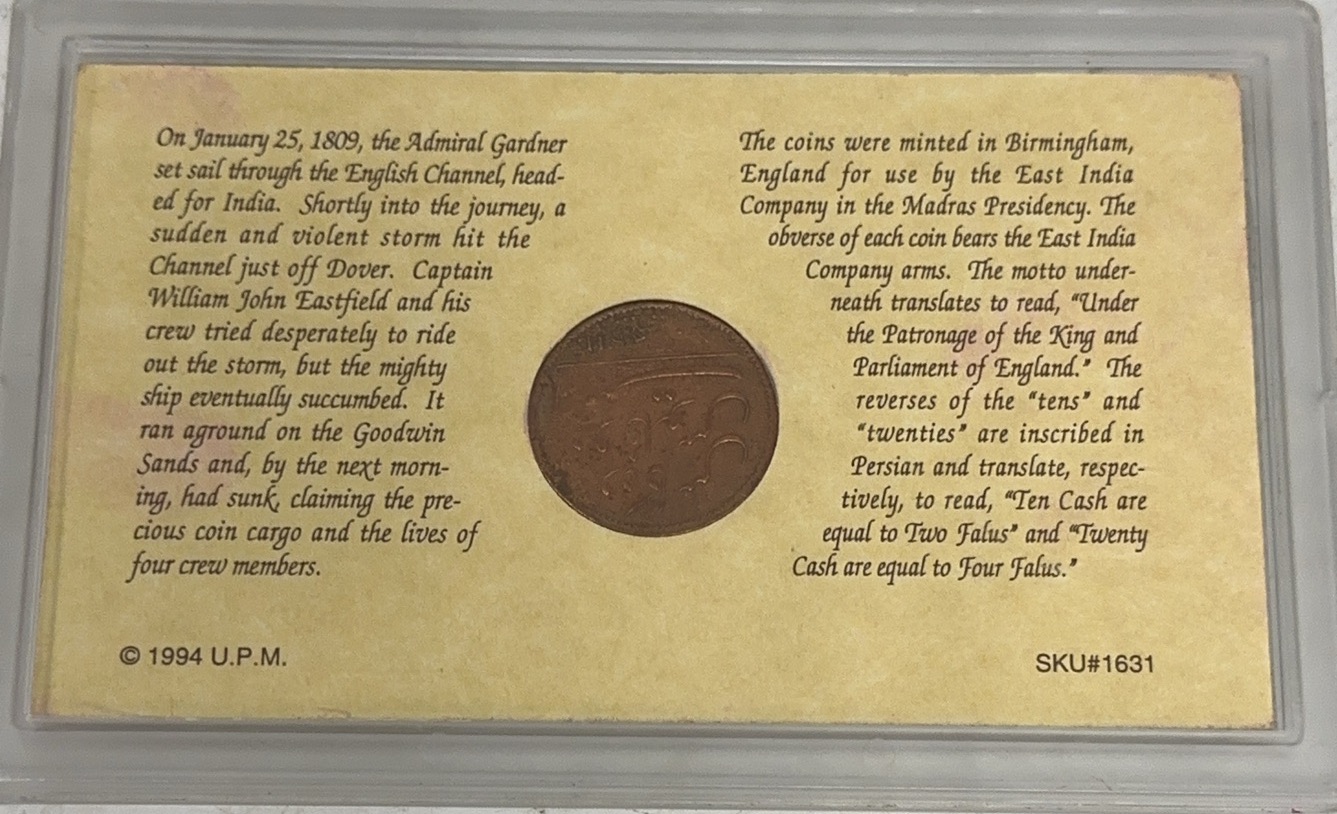 On January 25, 1809, the Admiral Gardner
set sail through the English Channel, head-
ed for India. Shortly into the journey, a
sudden and violent storm hit the
Channel just off Dover. Captain
William John Eastfield and his
crew tried desperately to ride
out the storm, but the mighty
ship eventually succumbed. It
ran aground on the Goodwin
Sands and, by the next morn-
ing, had sunk, claiming the pre-
cious coin cargo and the lives of
four crew members.
© 1994 U.P.M.
The coins were minted in Birmingham,
England for use by the East India
Company in the Madras Presidency. The
obverse of each coin bears the East India
Company arms. The motto under-
neath translates to read, “Under
the Patronage of the King and
Parliament of England.” The
reverses of the “tens” and
“twenties” are inscribed in
Persian and translate, respec-
tively, to read, “Ten Cash are
equal to Two Falus” and “Twenty
Cash are equal to Four Falus.”
SKU#1631